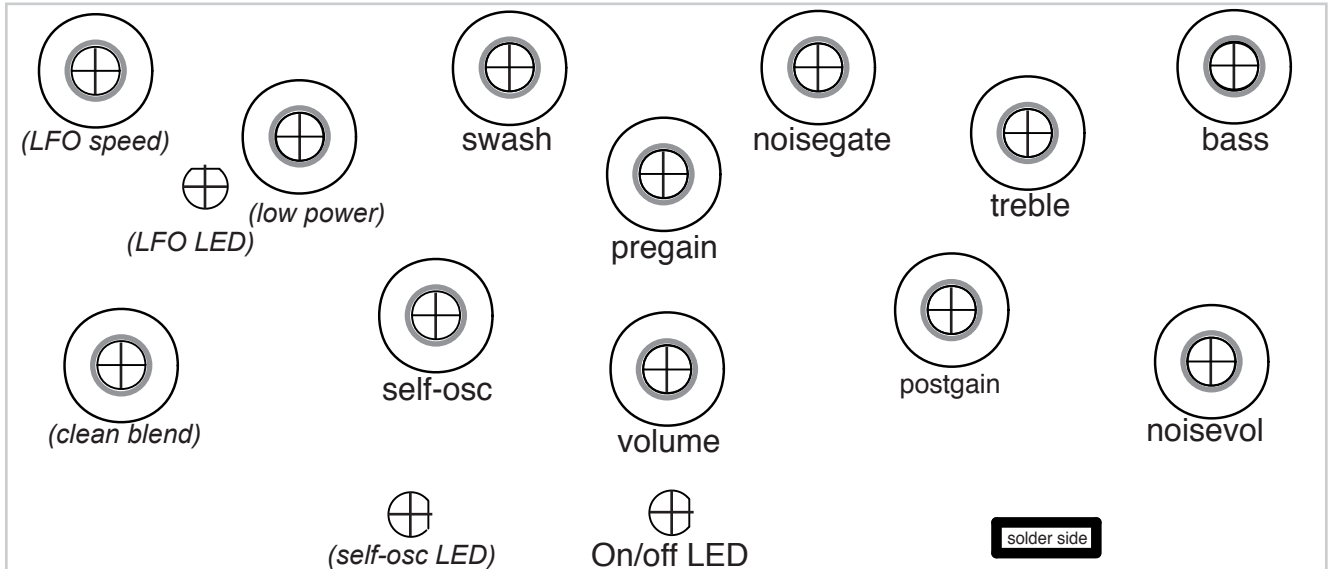 (LFO speed)
swash
noisegate
bass
(low power)
treble
(LFO LED)
pregain
self-osc
postgain
(clean blend)
volume
noisevol
(self-osc LED)
On/off LED
solder side